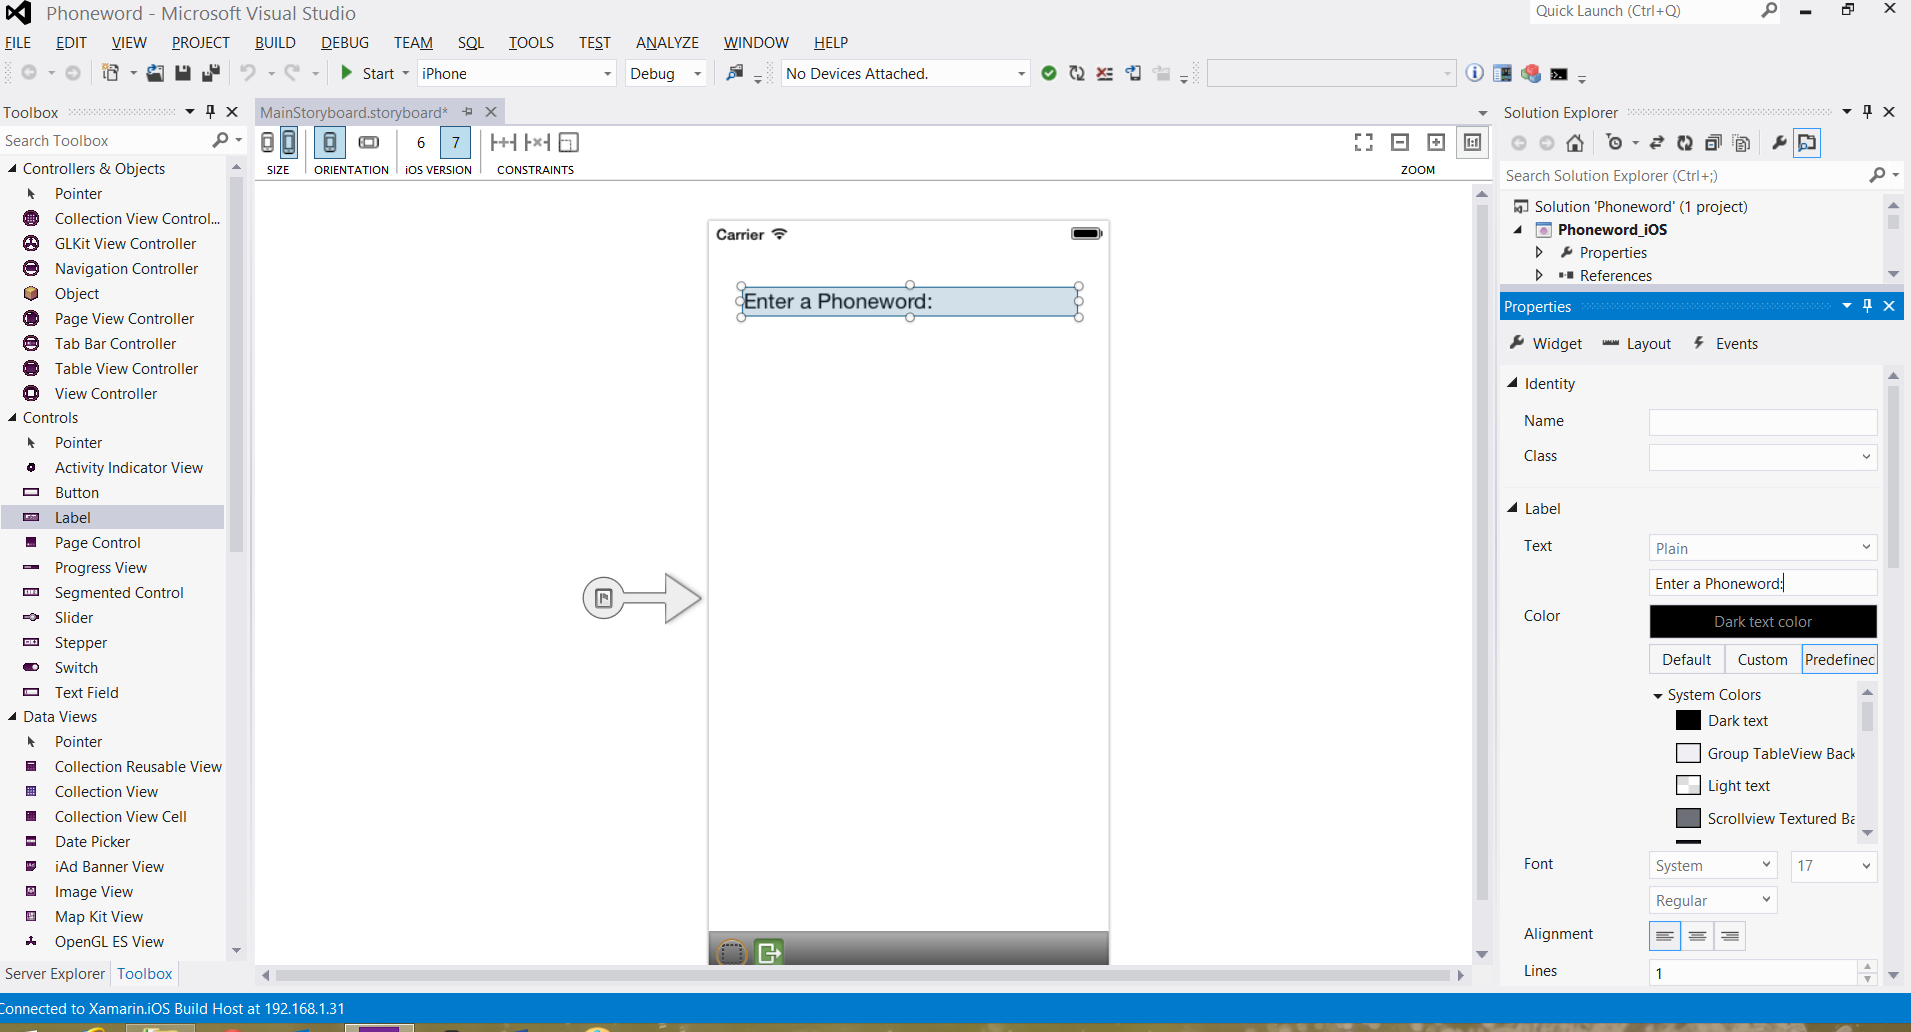 Phoneword - Microsoft Visual Studio
Quick Launch (Ctrl+Q)
FILE EDIT VIEW PROJECT BUILD DEBUG TEAM SQL TOOLS TEST ANALYZE WINDOW HELP
Start iPhone Debug No Devices Attached.
Toolbox
Search Toolbox
Controllers & Objects
Pointer
Collection View Control...
GLKit View Controller
Navigation Controller
Object
Page View Controller
Tab Bar Controller
Table View Controller
View Controller
Controls
Pointer
Activity Indicator View
Button
Label
Page Control
Progress View
Segmented Control
Slider
Stepper
Switch
Text Field
Data Views
Pointer
Collection Reusable View
Collection View
Collection View Cell
Date Picker
iAd Banner View
Image View
Map Kit View
OpenGL ES View
Server Explorer Toolbox
MainStoryboard.storyboard*
6 7
SIZE ORIENTATION iOS VERSION CONSTRAINTS ZOOM
Carrier
Enter a Phoneword:
Solution Explorer
Search Solution Explorer (Ctrl+;)
Solution 'Phoneword' (1 project)
Phoneword_iOS
Properties
References
Properties
Widget Layout Events
Identity
Name
Class
Label
Text Plain
Enter a Phoneword:
Color Dark text color
Default Custom Predefined
System Colors
Dark text
Group TableView Back
Light text
Scrollview Textured Ba
Font System 17
Regular
Alignment
Lines 1
Connected to Xamarin.iOS Build Host at 192.168.1.31